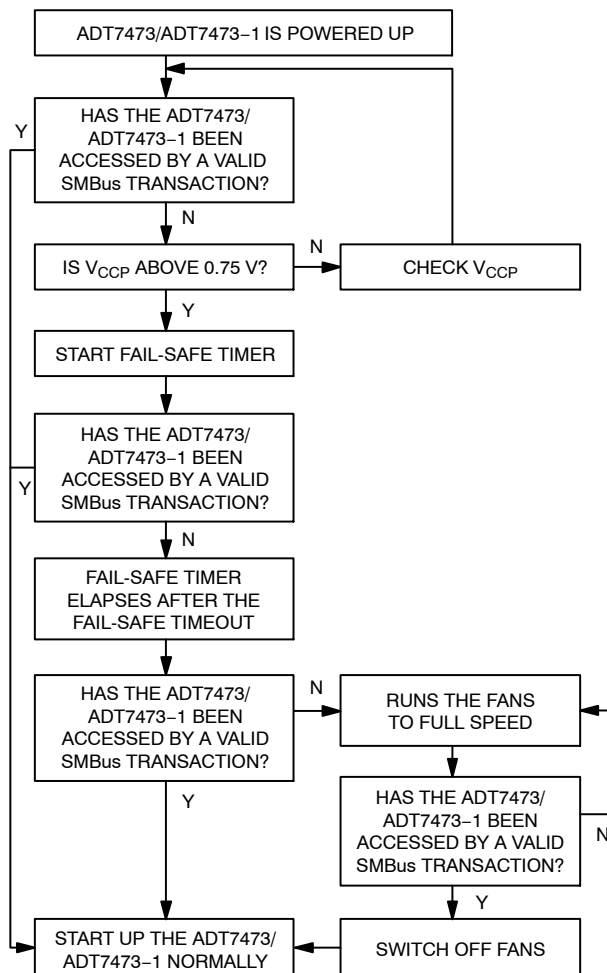 ADT7473/ADT7473−1 IS POWERED UP
HAS THE ADT7473/
ADT7473−1 BEEN
ACCESSED BY A VALID
SMBus TRANSACTION?
Y
N
IS VCCP ABOVE 0.75 V?
N
CHECK VCCP
Y
START FAIL-SAFE TIMER
HAS THE ADT7473/
ADT7473−1 BEEN
ACCESSED BY A VALID
SMBus TRANSACTION?
Y
N
FAIL-SAFE TIMER
ELAPSES AFTER THE
FAIL-SAFE TIMEOUT
HAS THE ADT7473/
ADT7473−1 BEEN
ACCESSED BY A VALID
SMBus TRANSACTION?
N
RUNS THE FANS
TO FULL SPEED
Y
HAS THE ADT7473/
ADT7473−1 BEEN
ACCESSED BY A VALID
SMBus TRANSACTION?
N
Y
START UP THE ADT7473/
ADT7473−1 NORMALLY
SWITCH OFF FANS